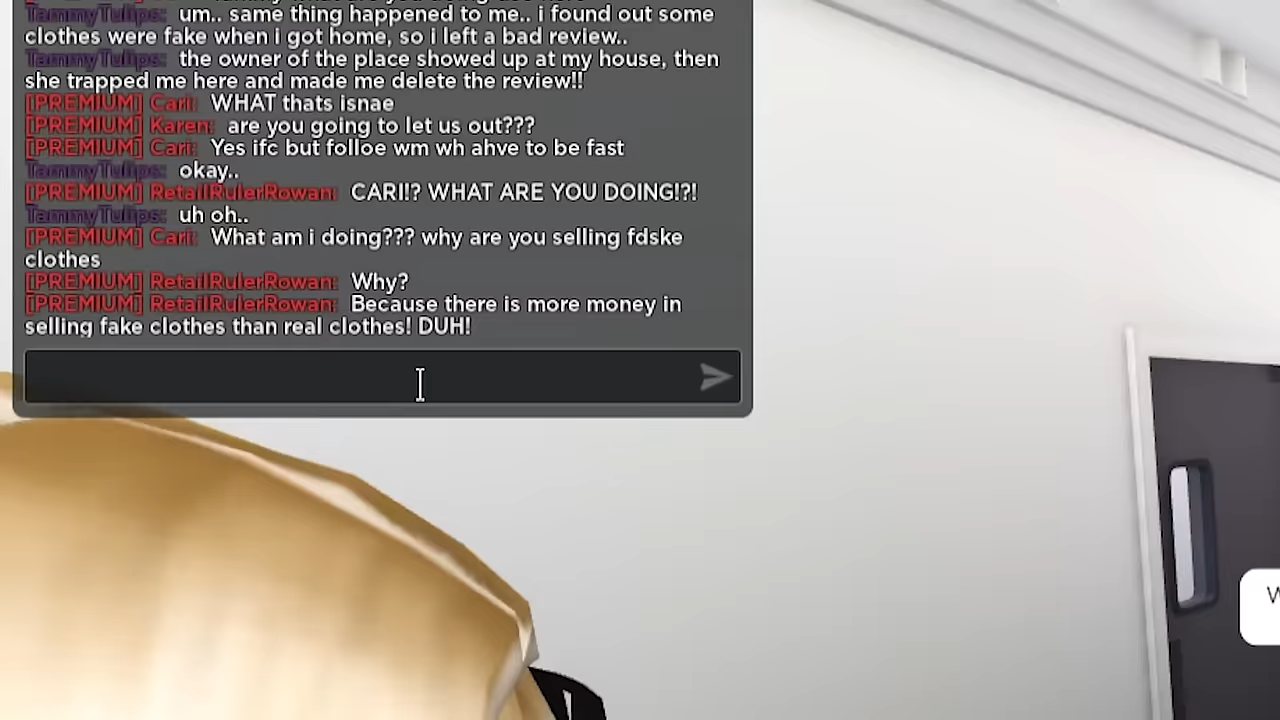 TammyTulips: um.. same thing happened to me.. i found out some
clothes were fake when i got home, so i left a bad review..
TammyTulips: the owner of the place showed up at my house, then
she trapped me here and made me delete the review!!
[PREMIUM] Cari: WHAT thats isnae
[PREMIUM] Karen: are you going to let us out???
[PREMIUM] Cari: Yes ifc but folloe wm wh ahve to be fast
TammyTulips: okay..
[PREMIUM] RetailRulerRowan: CARI!? WHAT ARE YOU DOING!?!
TammyTulips: uh oh..
[PREMIUM] Cari: What am i doing??? why are you selling fdske
clothes
[PREMIUM] RetailRulerRowan: Why?
[PREMIUM] RetailRulerRowan: Because there is more money in
selling fake clothes than real clothes! DUH!